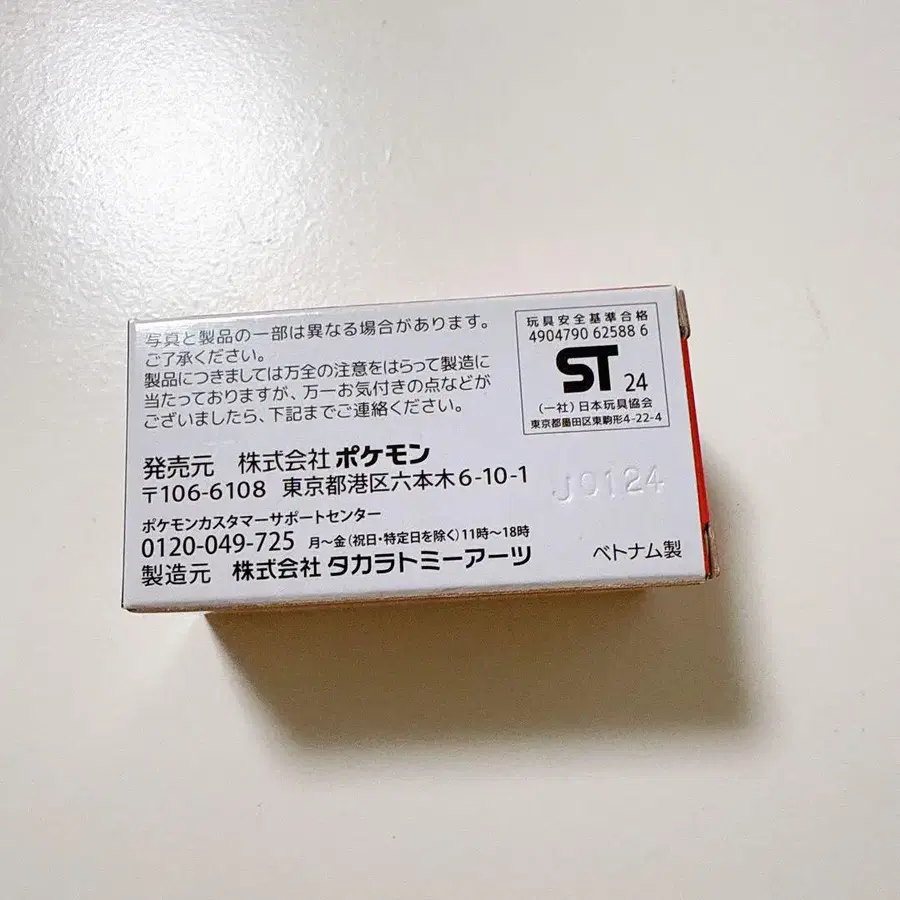 写真と製品の一部は異なる場合があります。
ご了承ください。
製品につきましては万全の注意をはらって製造に
当たっておりますが、万一お気付きの点などが
ございましたら、下記までご連絡ください。
発売元 株式会社 ポケモン
〒106-6108 東京都港区六本木6-10-1
ポケモンカスタマーサポートセンター
0120-049-725 月～金(祝日・特定日を除く)11時～18時
製造元 株式会社 タカラトミーアーツ
玩具安全基準合格
4904790 62588 6
ST 24
(一社)日本玩具協会
東京都墨田区東駒形4-22-4
J0124
ベトナム製